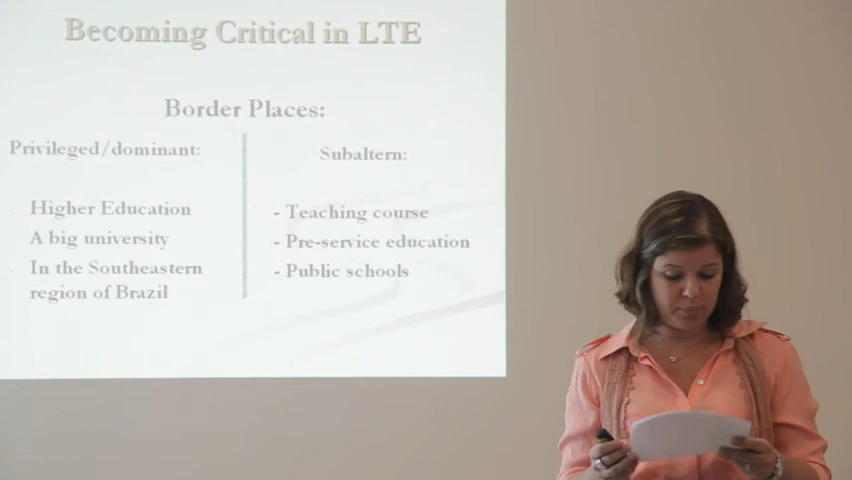 Becoming Critical in LTE
Border Places:
Privileged/dominant:
Higher Education
A big university
In the Southeastern
region of Brazil
Subaltern:
- Teaching course
- Pre-service education
- Public schools